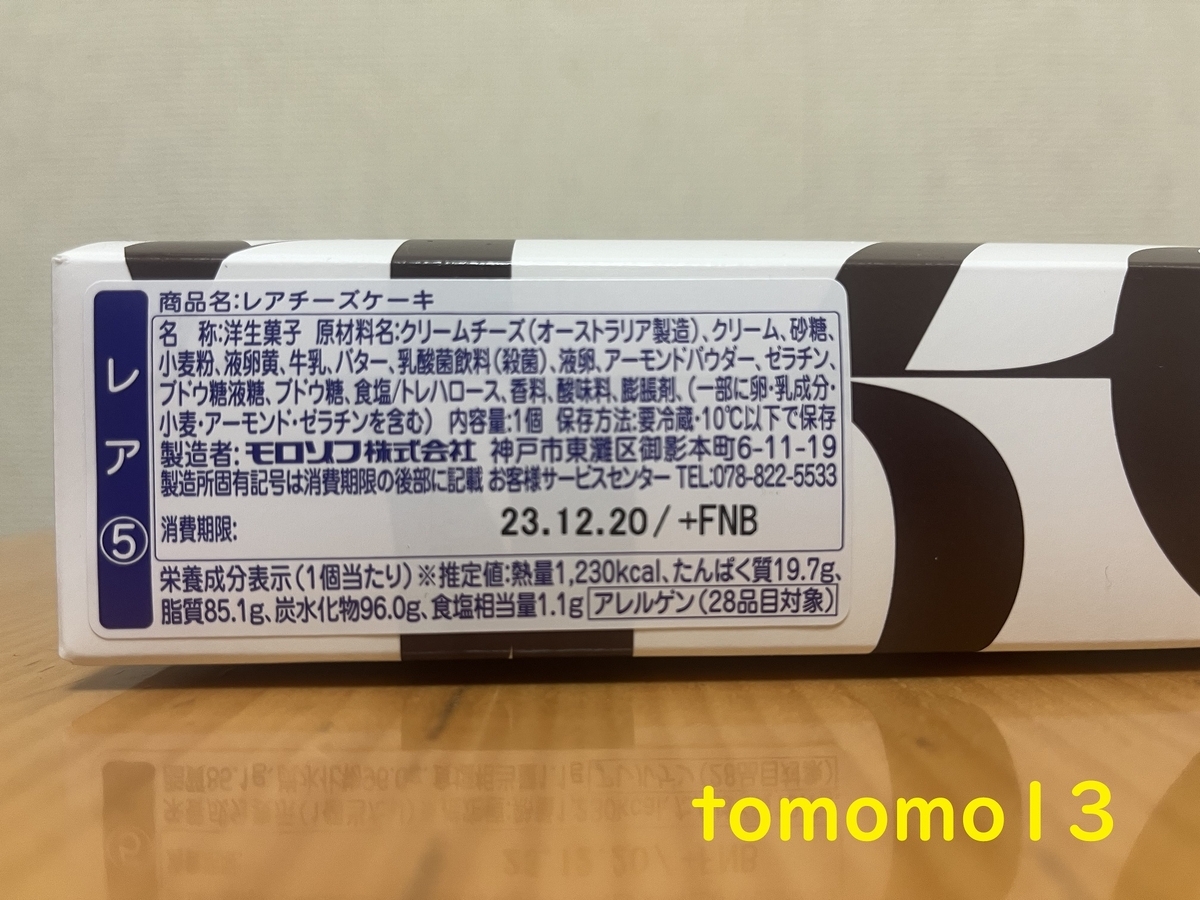 レア⑤
商品名:レアチーズケーキ
名 称:洋生菓子 原材料名:クリームチーズ(オーストラリア製造)、クリーム、砂糖、
小麦粉、液卵黄、牛乳、バター、乳酸菌飲料(殺菌)、液卵、アーモンドパウダー、ゼラチン、
ブドウ糖液糖、ブドウ糖、食塩/トレハロース、香料、酸味料、膨脹剤、(一部に卵・乳成分・
小麦・アーモンド・ゼラチンを含む) 内容量:1個 保存方法:要冷蔵・10℃以下で保存
製造者:モロゾフ株式会社 神戸市東灘区御影本町6-11-19
製造所固有記号は消費期限の後部に記載 お客様サービスセンター TEL:078-822-5533
消費期限: 23.12.20/ +FNB
栄養成分表示(1個当たり)※推定値:熱量1,230kcal、たんぱく質19.7g、
脂質85.1g、炭水化物96.0g、食塩相当量1.1g アレルゲン(28品目対象)
tomomo13